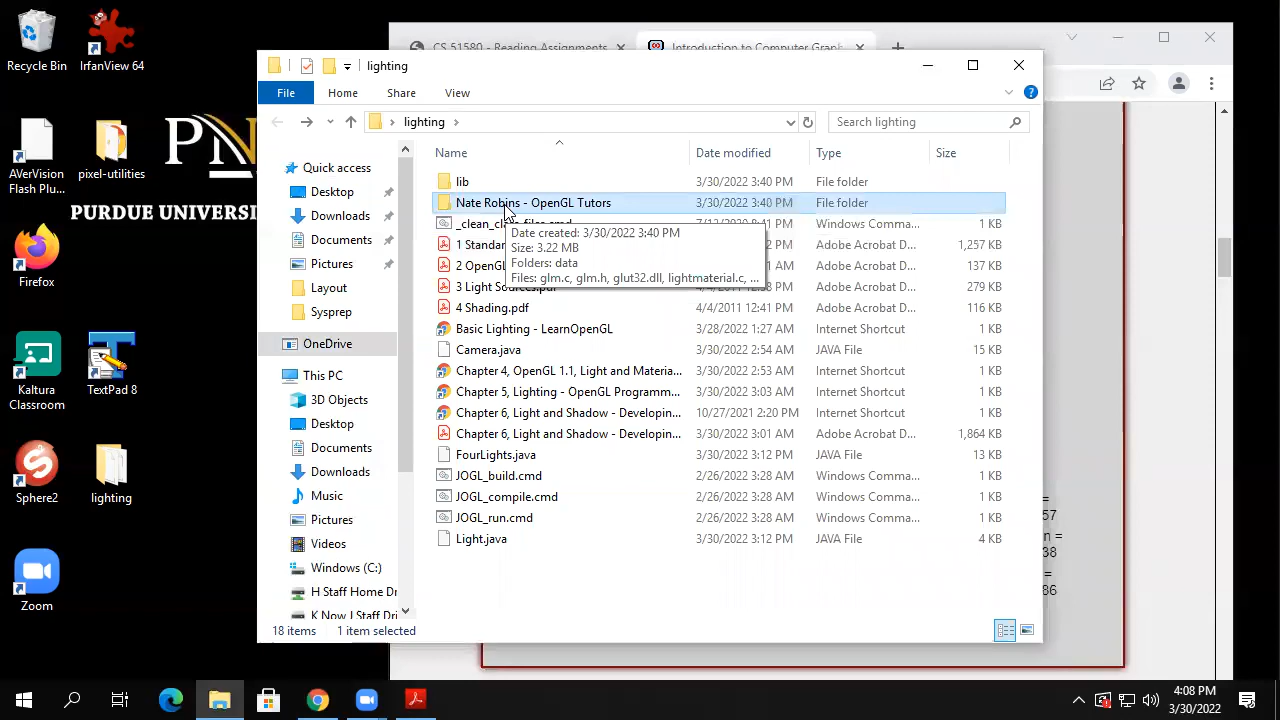 Recycle Bin
IrfanView 64
AVerVision
Flash Plu...
pixel-utilities
PN
PURDUE UNIVERS
Firefox
Kaltura
Classroom
TextPad 8
Sphere2
lighting
Zoom
CS 51580 - Reading Assignments
Introduction to Computer Graph
lighting
File
Home
Share
View
lighting
Search lighting
Quick access
Desktop
Downloads
Documents
Pictures
Layout
Sysprep
OneDrive
This PC
3D Objects
Desktop
Documents
Downloads
Music
Pictures
Videos
Windows (C:)
H Staff Home Dr
K Now J Staff Dr
Name
Date modified
Type
Size
lib 3/30/2022 3:40 PM File folder
Nate Robins - OpenGL Tutors 3/30/2022 3:40 PM File folder
_clean_class_files.cmd 7/12/2020 8:41 PM Windows Comma... 1 KB
1 Standar Adobe Acrobat D... 1,257 KB
2 OpenGL Adobe Acrobat D... 137 KB
3 Light Sources.pdf Adobe Acrobat D... 279 KB
4 Shading.pdf 4/4/2011 12:41 PM Adobe Acrobat D... 116 KB
Basic Lighting - LearnOpenGL 3/28/2022 1:27 AM Internet Shortcut 1 KB
Camera.java 3/30/2022 2:54 AM JAVA File 15 KB
Chapter 4, OpenGL 1.1, Light and Materia... 3/30/2022 2:53 AM Internet Shortcut 1 KB
Chapter 5, Lighting - OpenGL Programm... 3/30/2022 3:03 AM Internet Shortcut 1 KB
Chapter 6, Light and Shadow - Developin... 10/27/2021 2:20 PM Internet Shortcut 1 KB
Chapter 6, Light and Shadow - Developin... 3/30/2022 3:01 AM Adobe Acrobat D... 1,864 KB
FourLights.java 3/30/2022 3:12 PM JAVA File 13 KB
JOGL_build.cmd 2/26/2022 3:28 AM Windows Comma... 1 KB
JOGL_compile.cmd 2/26/2022 3:28 AM Windows Comma... 1 KB
JOGL_run.cmd 2/26/2022 3:28 AM Windows Comma... 1 KB
Light.java 3/30/2022 3:12 PM JAVA File 4 KB
Date created: 3/30/2022 3:40 PM
Size: 3.22 MB
Folders: data
Files: glm.c, glm.h, glut32.dll, lightmaterial.c, ...
=
57
n =
38
=
86
18 items
1 item selected
4:08 PM
3/30/2022